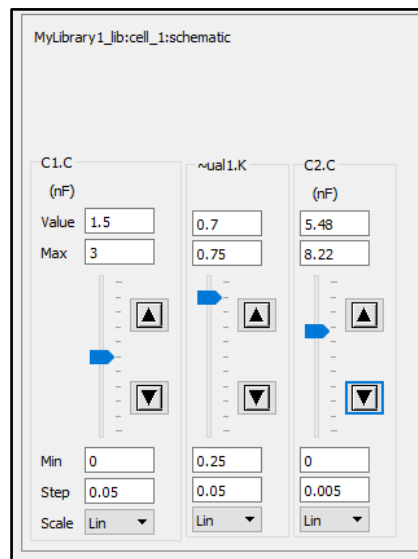 MyLibrary1_lib:cell_1:schematic
C1.C ~ual1.K C2.C
(nF) (nF)
Value 1.5 0.7 5.48
Max 3 0.75 8.22
Min 0 0.25 0
Step 0.05 0.05 0.005
Scale Lin Lin Lin